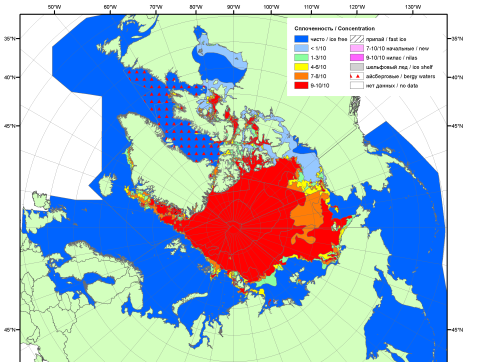 50°W 60°W 70°W 80°W 90°W 100°W 110°W 120°W 130°W
35°N
40°N
45°N
45°N
35°N
40°N
45°N
45°N
Сплоченность / Concentration
чисто / ice free
< 1/10
1-3/10
4-6/10
7-8/10
9-10/10
припай / fast ice
7-10/10 начальные / new
9-10/10 нилас / nilas
шельфовый лед / ice shelf
айсберговые / bergy waters
нет данных / no data